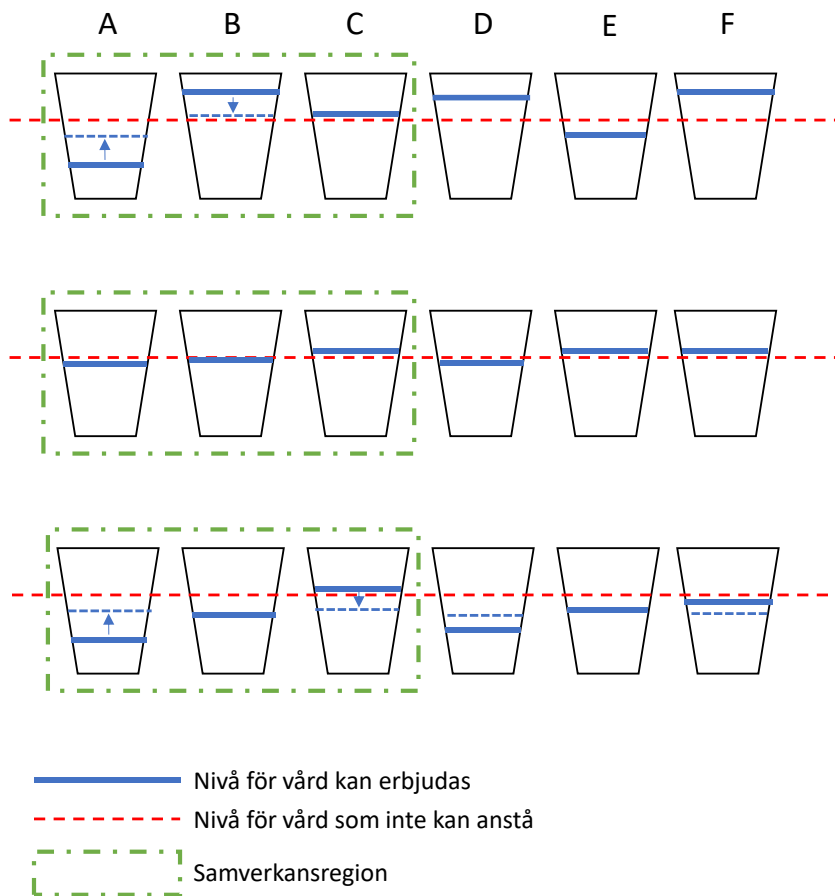 A B C D E F
Nivå för vård kan erbjudas
Nivå för vård som inte kan anstå
Samverkansregion